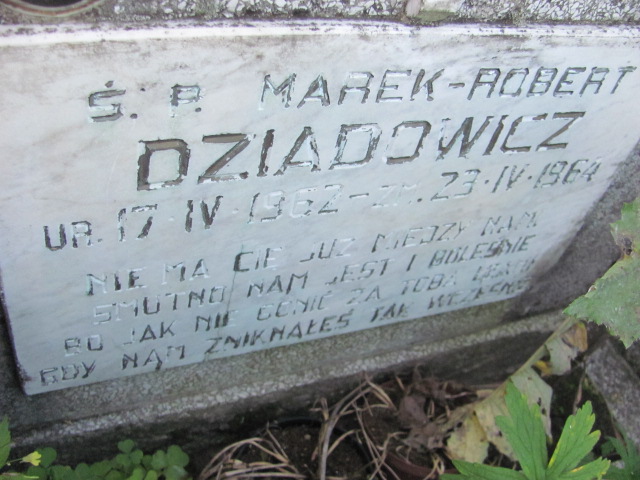 Ś. P. MAREK-ROBERT
DZIADOWICZ
UR. 17·IV·1962 - ZM. 23·IV·1964
NIE MA CIĘ JUŻ MIĘDZY NAMI
SMUTNO NAM JEST I BOLEŚNIE
BO JAK NIE GONIĆ ZA TOBĄ
GDY NAM ZNIKNĄŁEŚ TAK WCZEŚNIE